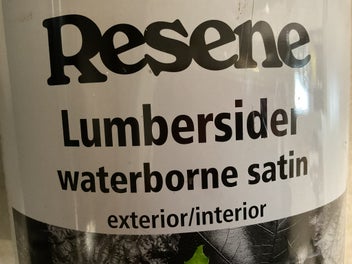 Resene
Lumbersider
waterborne satin
exterior/interior